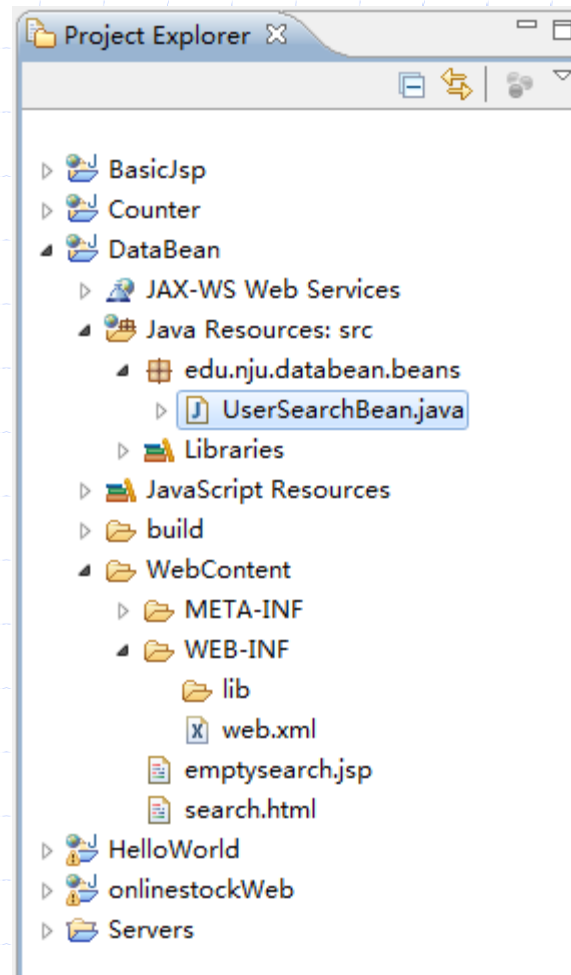 Project Explorer
BasicJsp
Counter
DataBean
JAX-WS Web Services
Java Resources: src
edu.nju.databean.beans
UserSearchBean.java
Libraries
JavaScript Resources
build
WebContent
META-INF
WEB-INF
lib
web.xml
emptysearch.jsp
search.html
HelloWorld
onlinestockWeb
Servers